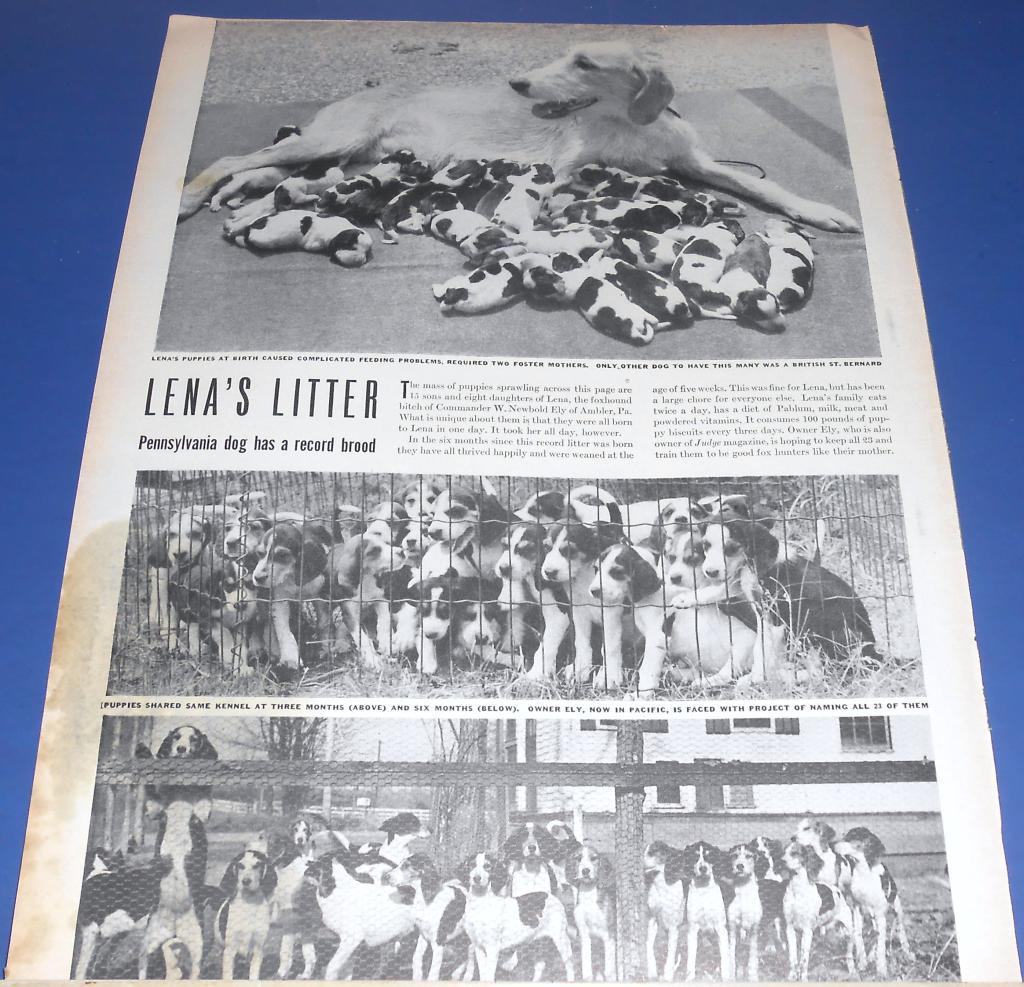 LENA'S PUPPIES AT BIRTH CAUSED COMPLICATED FEEDING PROBLEMS, REQUIRED TWO FOSTER MOTHERS. ONLY OTHER DOG TO HAVE THIS MANY WAS A BRITISH ST. BERNARD
LENA'S LITTER
Pennsylvania dog has a record brood
The mass of puppies sprawling across this page are
15 sons and eight daughters of Lena, the foxhound
bitch of Commander W. Newbold Ely of Ambler, Pa.
What is unique about them is that they were all born
to Lena in one day. It took her all day, however.
In the six months since this record litter was born
they have all thrived happily and were weaned at the
age of five weeks. This was fine for Lena, but has been
a large chore for everyone else. Lena's family eats
twice a day, has a diet of Pablum, milk, meat and
powdered vitamins. It consumes 100 pounds of pup-
py biscuits every three days. Owner Ely, who is also
owner of Judge magazine, is hoping to keep all 23 and
train them to be good fox hunters like their mother.
PUPPIES SHARED SAME KENNEL AT THREE MONTHS (ABOVE) AND SIX MONTHS (BELOW). OWNER ELY, NOW IN PACIFIC, IS FACED WITH PROJECT OF NAMING ALL 23 OF THEM